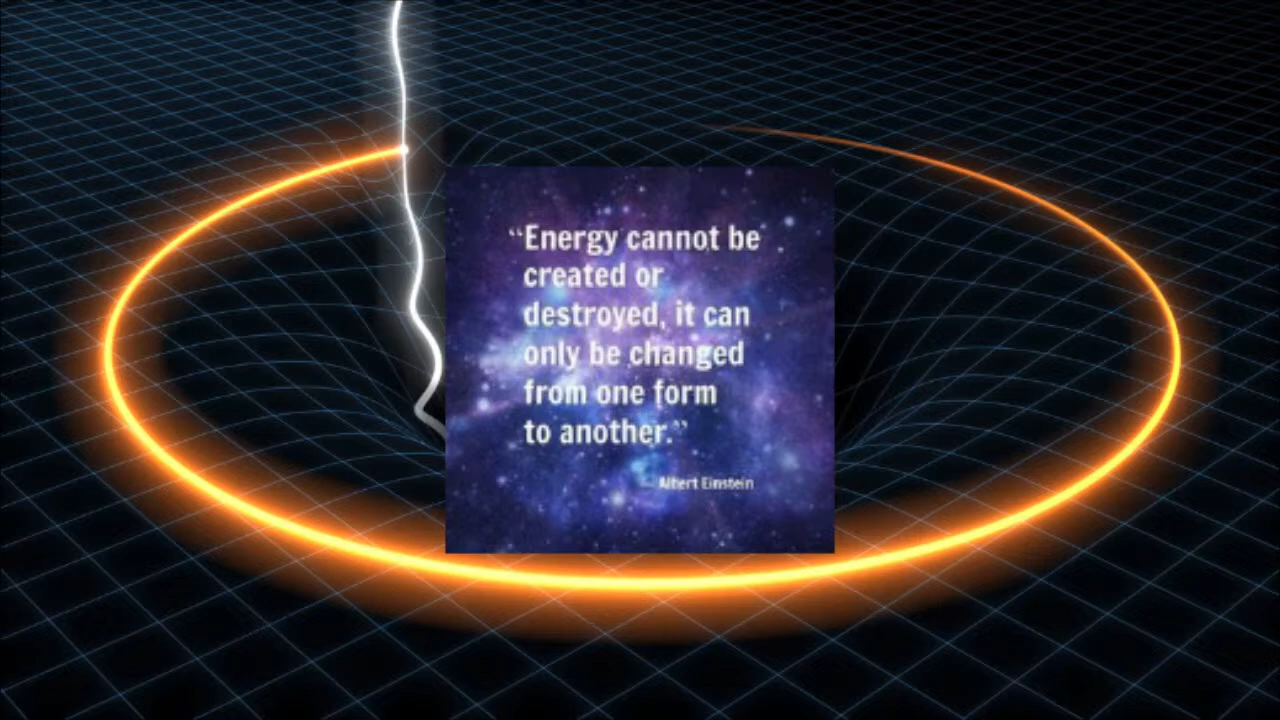 “Energy cannot be
created or
destroyed, it can
only be changed
from one form
to another.”
Albert Einstein